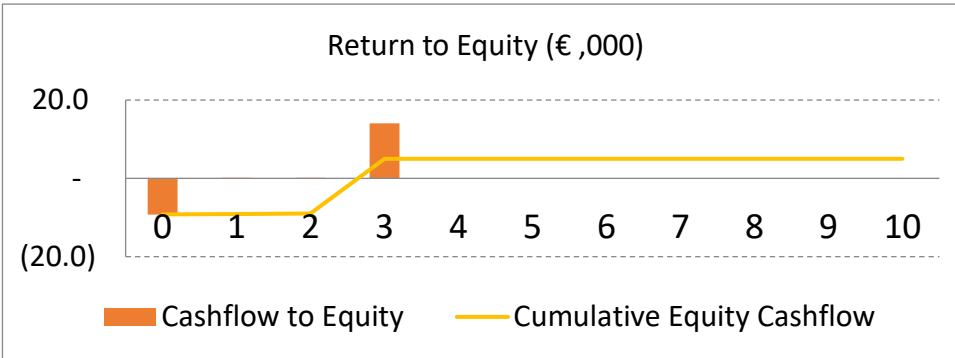 Return to Equity (€ ,000)
20.0
-
(20.0)
0 1 2 3 4 5 6 7 8 9 10
Cashflow to Equity Cumulative Equity Cashflow